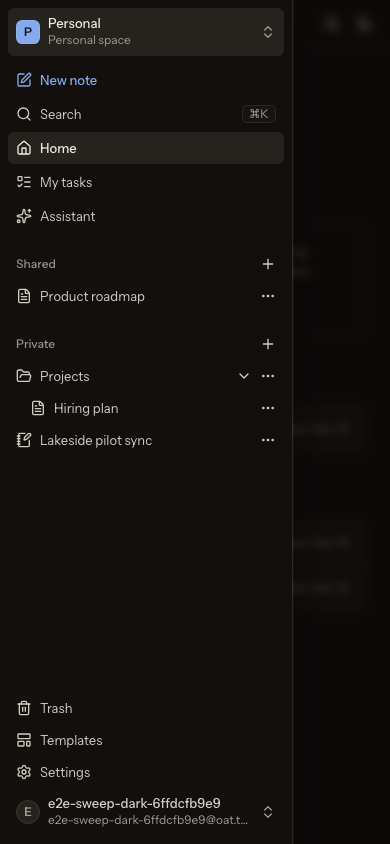 P
Personal
Personal space
New note
Search
⌘K
Home
My tasks
Assistant
Shared
Product roadmap
Private
Projects
Hiring plan
Lakeside pilot sync
Trash
Templates
Settings
E
e2e-sweep-dark-6ffdcfb9e9
e2e-sweep-dark-6ffdcfb9e9@oat.t...